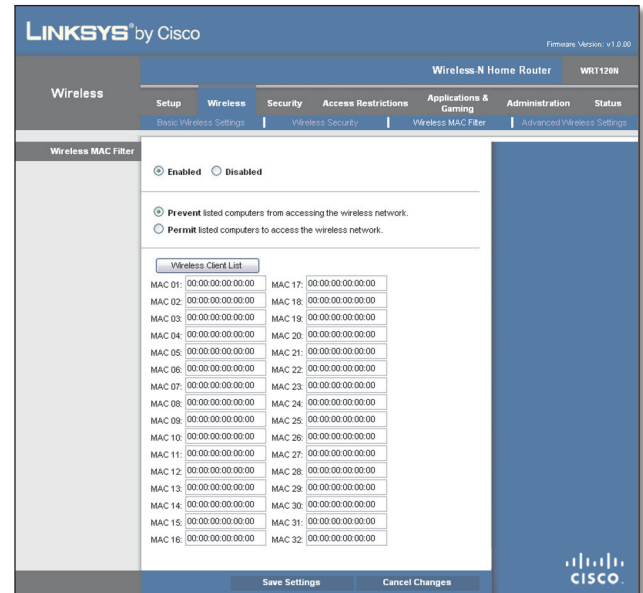 LINKSYS® by Cisco
Firmware Version: v1.0.00
Wireless-N Home Router WRT120N
Wireless
Setup Wireless Security Access Restrictions Applications & Gaming Administration Status
Basic Wireless Settings Wireless Security Wireless MAC Filter Advanced Wireless Settings
Wireless MAC Filter
Enabled Disabled
Prevent listed computers from accessing the wireless network.
Permit listed computers to access the wireless network.
Wireless Client List
MAC 01: 00:00:00:00:00:00 MAC 17: 00:00:00:00:00:00
MAC 02: 00:00:00:00:00:00 MAC 18: 00:00:00:00:00:00
MAC 03: 00:00:00:00:00:00 MAC 19: 00:00:00:00:00:00
MAC 04: 00:00:00:00:00:00 MAC 20: 00:00:00:00:00:00
MAC 05: 00:00:00:00:00:00 MAC 21: 00:00:00:00:00:00
MAC 06: 00:00:00:00:00:00 MAC 22: 00:00:00:00:00:00
MAC 07: 00:00:00:00:00:00 MAC 23: 00:00:00:00:00:00
MAC 08: 00:00:00:00:00:00 MAC 24: 00:00:00:00:00:00
MAC 09: 00:00:00:00:00:00 MAC 25: 00:00:00:00:00:00
MAC 10: 00:00:00:00:00:00 MAC 26: 00:00:00:00:00:00
MAC 11: 00:00:00:00:00:00 MAC 27: 00:00:00:00:00:00
MAC 12: 00:00:00:00:00:00 MAC 28: 00:00:00:00:00:00
MAC 13: 00:00:00:00:00:00 MAC 29: 00:00:00:00:00:00
MAC 14: 00:00:00:00:00:00 MAC 30: 00:00:00:00:00:00
MAC 15: 00:00:00:00:00:00 MAC 31: 00:00:00:00:00:00
MAC 16: 00:00:00:00:00:00 MAC 32: 00:00:00:00:00:00
Save Settings Cancel Changes
CISCO.